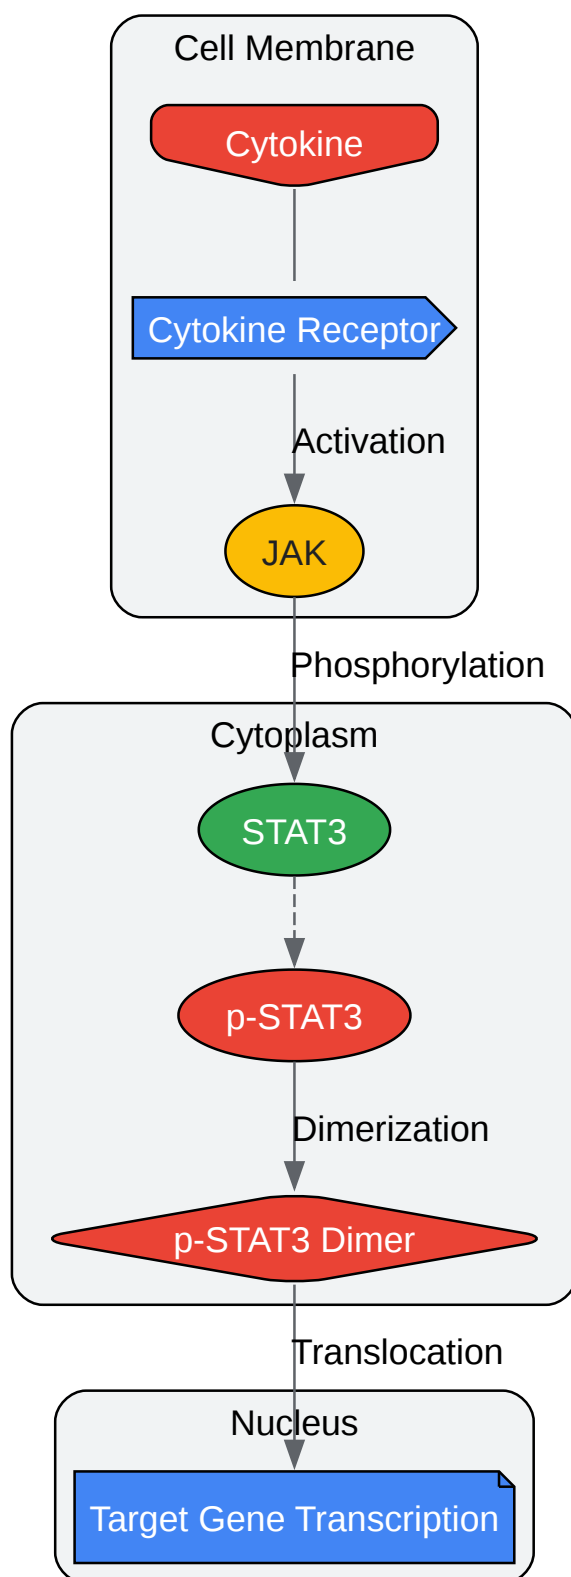 Cell Membrane
Cytokine
Cytokine Receptor
Activation
JAK
Phosphorylation
Cytoplasm
STAT3
p-STAT3
Dimerization
p-STAT3 Dimer
Translocation
Nucleus
Target Gene Transcription